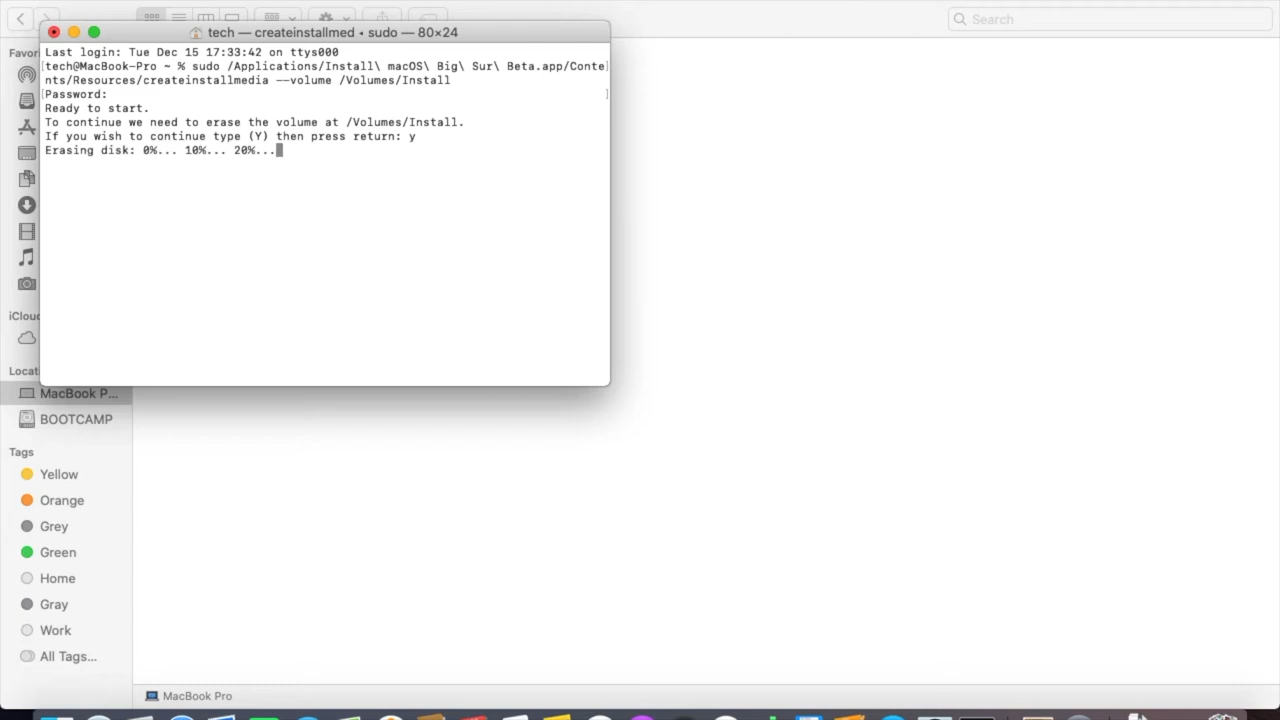 Search
tech — createinstallmed • sudo — 80×24
Last login: Tue Dec 15 17:33:42 on ttys000
[tech@MacBook-Pro ~ % sudo /Applications/Install\ macOS\ Big\ Sur\ Beta.app/Conte]
nts/Resources/createinstallmedia --volume /Volumes/Install
[Password: ]
Ready to start.
To continue we need to erase the volume at /Volumes/Install.
If you wish to continue type (Y) then press return: y
Erasing disk: 0%... 10%... 20%...
Favor
iCloud
Locat
MacBook P...
BOOTCAMP
Tags
Yellow
Orange
Grey
Green
Home
Gray
Work
All Tags...
MacBook Pro